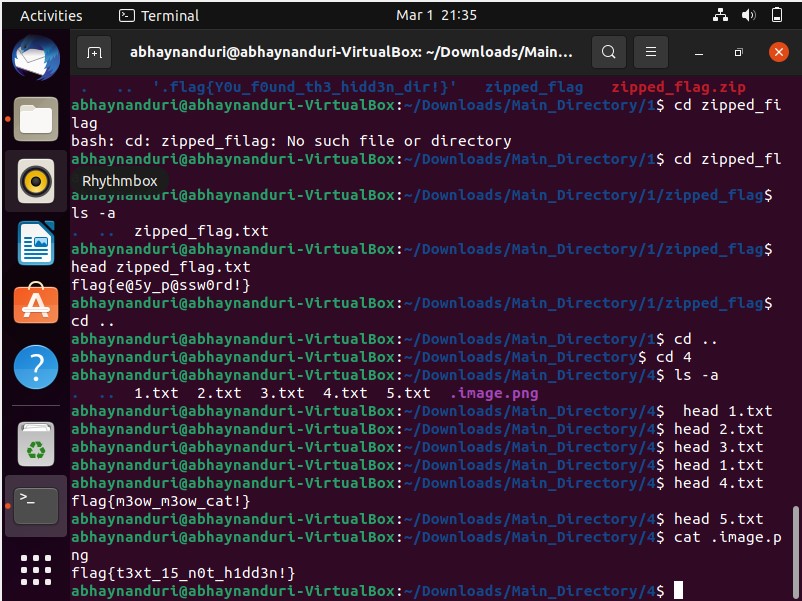 Activities Terminal Mar 1 21:35
abhaynanduri@abhaynanduri-VirtualBox: ~/Downloads/Main...
. .. '.flag{Y0u_f0und_th3_hidd3n_dir!}' zipped_flag zipped_flag.zip
abhaynanduri@abhaynanduri-VirtualBox:~/Downloads/Main_Directory/1$ cd zipped_fi
lag
bash: cd: zipped_filag: No such file or directory
abhaynanduri@abhaynanduri-VirtualBox:~/Downloads/Main_Directory/1$ cd zipped_fl
Rhythmbox
abhaynanduri@abhaynanduri-VirtualBox:~/Downloads/Main_Directory/1/zipped_flag$
ls -a
. .. zipped_flag.txt
abhaynanduri@abhaynanduri-VirtualBox:~/Downloads/Main_Directory/1/zipped_flag$
head zipped_flag.txt
flag{e@5y_p@ssw0rd!}
abhaynanduri@abhaynanduri-VirtualBox:~/Downloads/Main_Directory/1/zipped_flag$
cd ..
abhaynanduri@abhaynanduri-VirtualBox:~/Downloads/Main_Directory/1$ cd ..
abhaynanduri@abhaynanduri-VirtualBox:~/Downloads/Main_Directory$ cd 4
abhaynanduri@abhaynanduri-VirtualBox:~/Downloads/Main_Directory/4$ ls -a
. .. 1.txt 2.txt 3.txt 4.txt 5.txt .image.png
abhaynanduri@abhaynanduri-VirtualBox:~/Downloads/Main_Directory/4$  head 1.txt
abhaynanduri@abhaynanduri-VirtualBox:~/Downloads/Main_Directory/4$ head 2.txt
abhaynanduri@abhaynanduri-VirtualBox:~/Downloads/Main_Directory/4$ head 3.txt
abhaynanduri@abhaynanduri-VirtualBox:~/Downloads/Main_Directory/4$ head 1.txt
abhaynanduri@abhaynanduri-VirtualBox:~/Downloads/Main_Directory/4$ head 4.txt
flag{m3ow_m3ow_cat!}
abhaynanduri@abhaynanduri-VirtualBox:~/Downloads/Main_Directory/4$ head 5.txt
abhaynanduri@abhaynanduri-VirtualBox:~/Downloads/Main_Directory/4$ cat .image.p
ng
flag{t3xt_15_n0t_h1dd3n!}
abhaynanduri@abhaynanduri-VirtualBox:~/Downloads/Main_Directory/4$